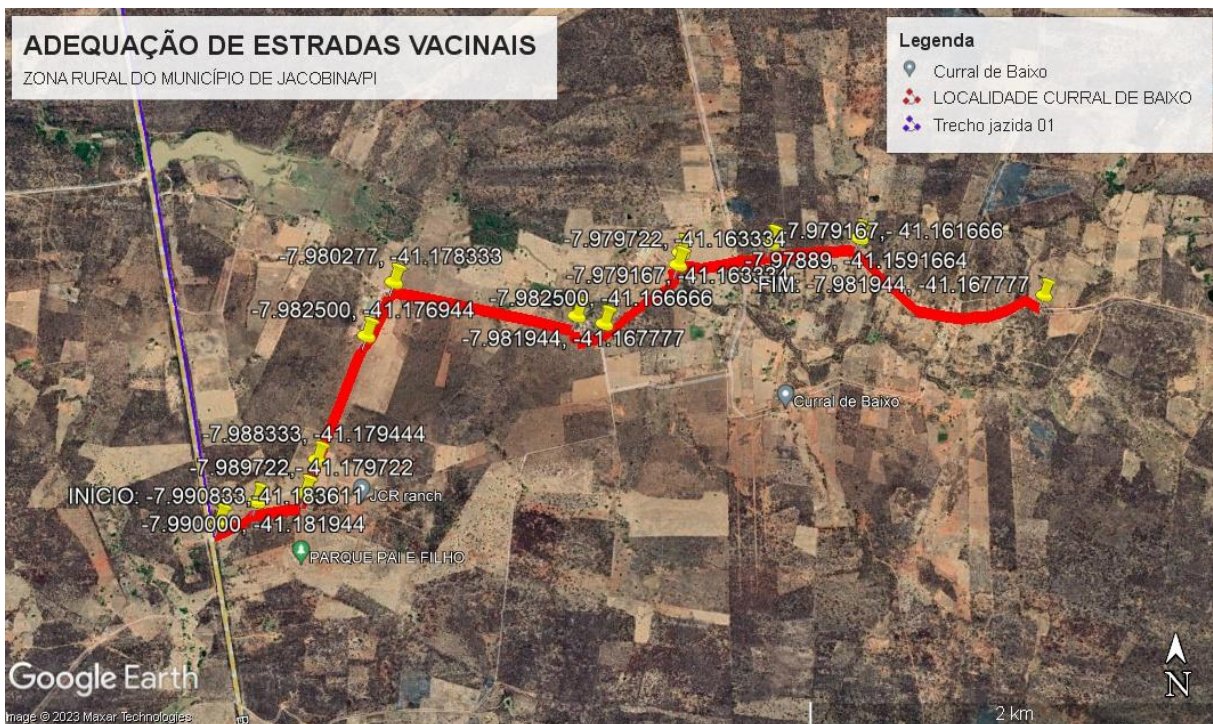 ADEQUAÇÃO DE ESTRADAS VACINAIS
ZONA RURAL DO MUNICÍPIO DE JACOBINA/PI
Legenda
Curral de Baixo
LOCALIDADE CURRAL DE BAIXO
Trecho jazida 01
-7.979722, -41.163334
-7.979167,- 41.161666
-7.980277, -41.178333
-7.97889, -41.1591664
-7.979167, -41.163334
FIM: -7.981944, -41.167777
-7.982500, -41.166666
-7.982500, -41.176944
-7.981944, -41.167777
Curral de Baixo
-7.988333, -41.179444
-7.989722,- 41.179722
INÍCIO: -7.990833,-41.183611
JCR ranch
-7.990000, -41.181944
PARQUE PAI E FILHO
Google Earth
N
Image © 2023 Maxar Technologies
2 km